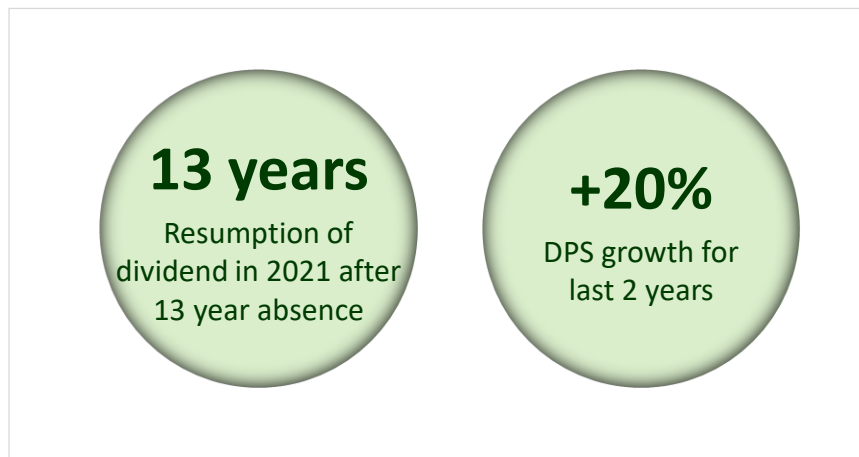 13 years
Resumption of
dividend in 2021 after
13 year absence
+20%
DPS growth for
last 2 years